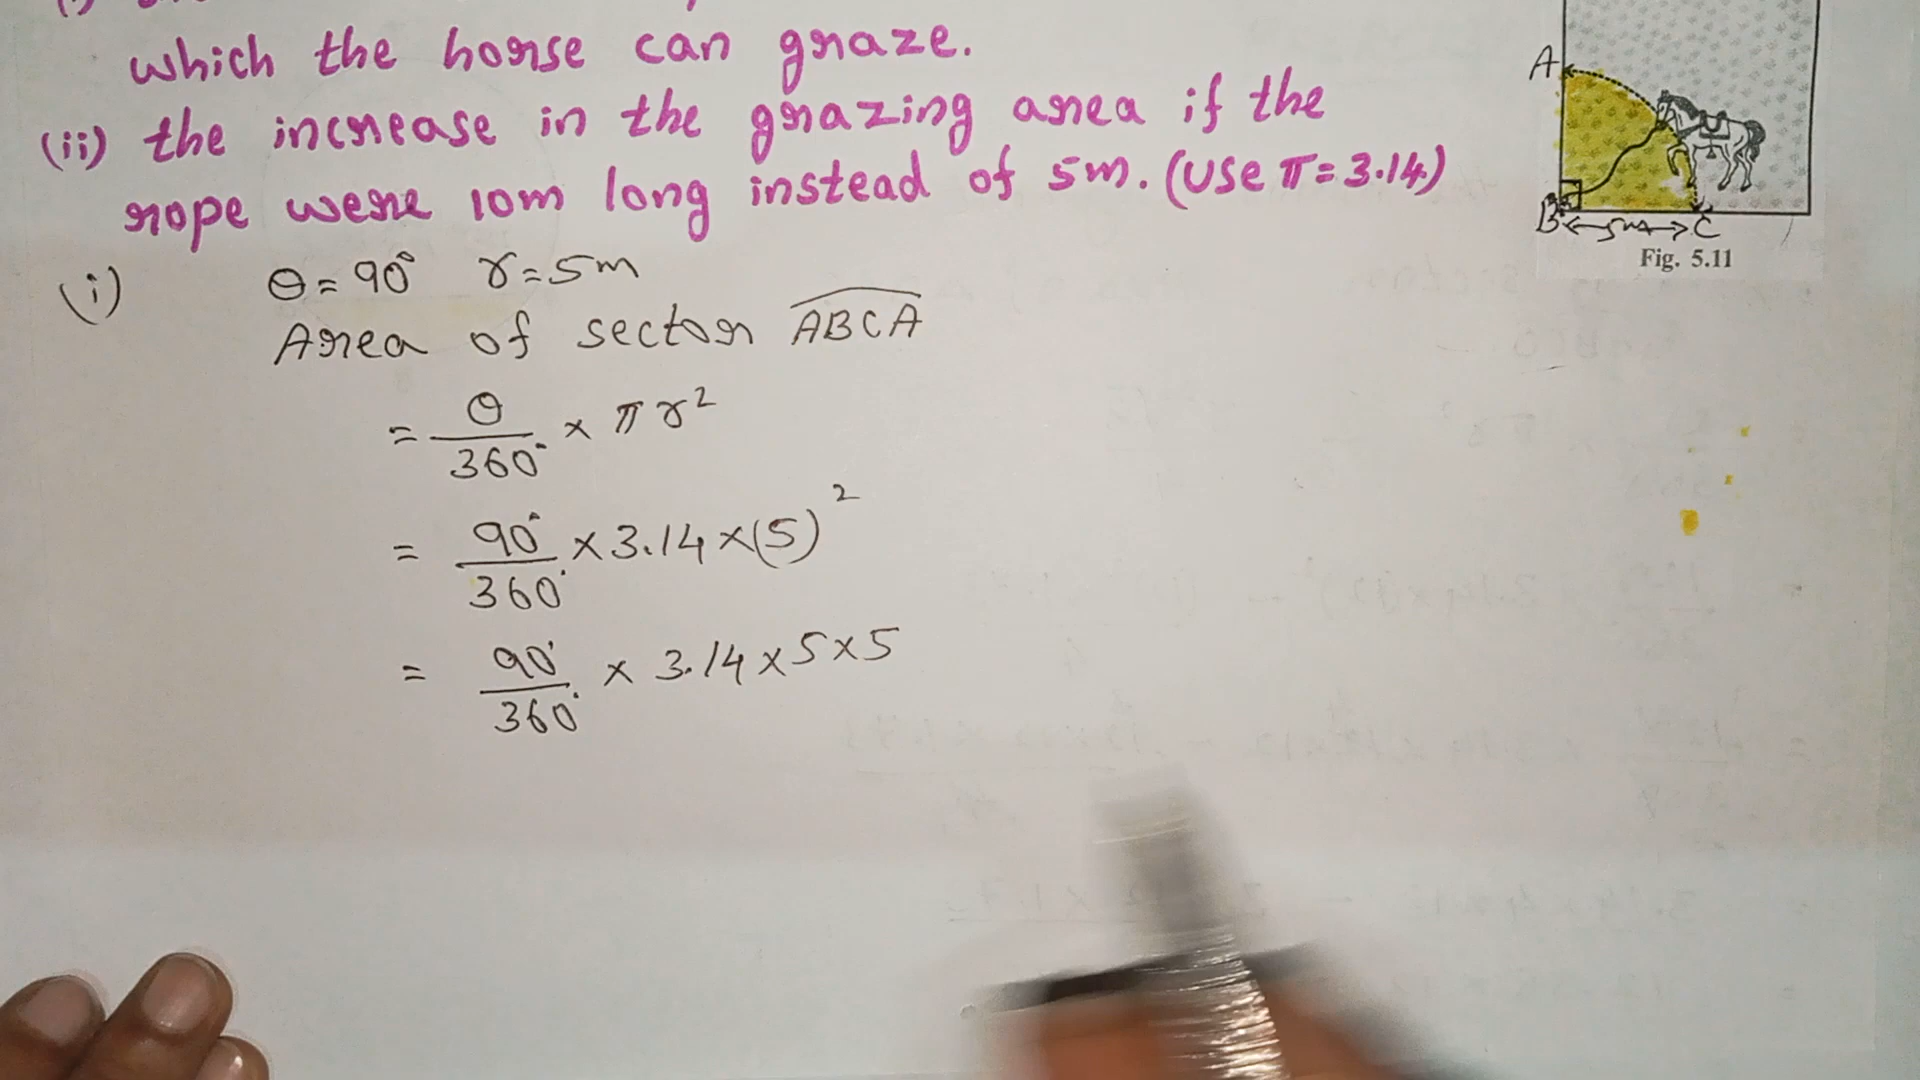 which the horse can graze.
(ii) the increase in the grazing area if the
rope were 10m long instead of 5m. (Use π = 3.14)
A
B 5m C
Fig. 5.11
(i) θ = 90° r = 5m
Area of sector ABCA
= θ/360° × πr²
= 90°/360° × 3.14 × (5)²
= 90°/360° × 3.14 × 5 × 5